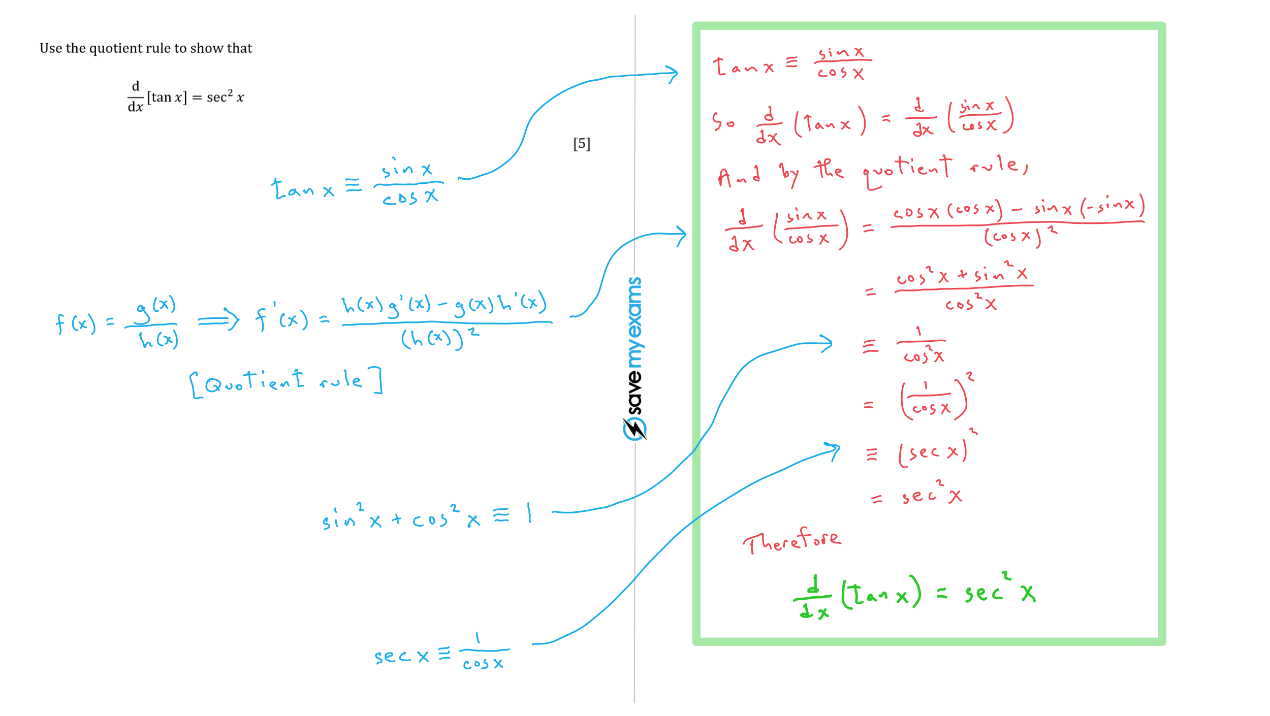 Use the quotient rule to show that
d/dx [tan x] = sec² x
[5]
tan x ≡ sin x / cos x
f(x) = g(x)/h(x) ⟹ f'(x) = (h(x)g'(x) − g(x)h'(x)) / (h(x))²
[Quotient rule]
sin²x + cos²x ≡ 1
sec x ≡ 1/cos x
savemyexams
tan x ≡ sin x / cos x
So d/dx (tan x) = d/dx (sin x / cos x)
And by the quotient rule,
d/dx (sin x / cos x) = (cos x (cos x) − sin x (−sin x)) / (cos x)²
= (cos²x + sin²x) / cos²x
≡ 1/cos²x
= (1/cos x)²
≡ (sec x)²
= sec²x
Therefore
d/dx (tan x) = sec²x